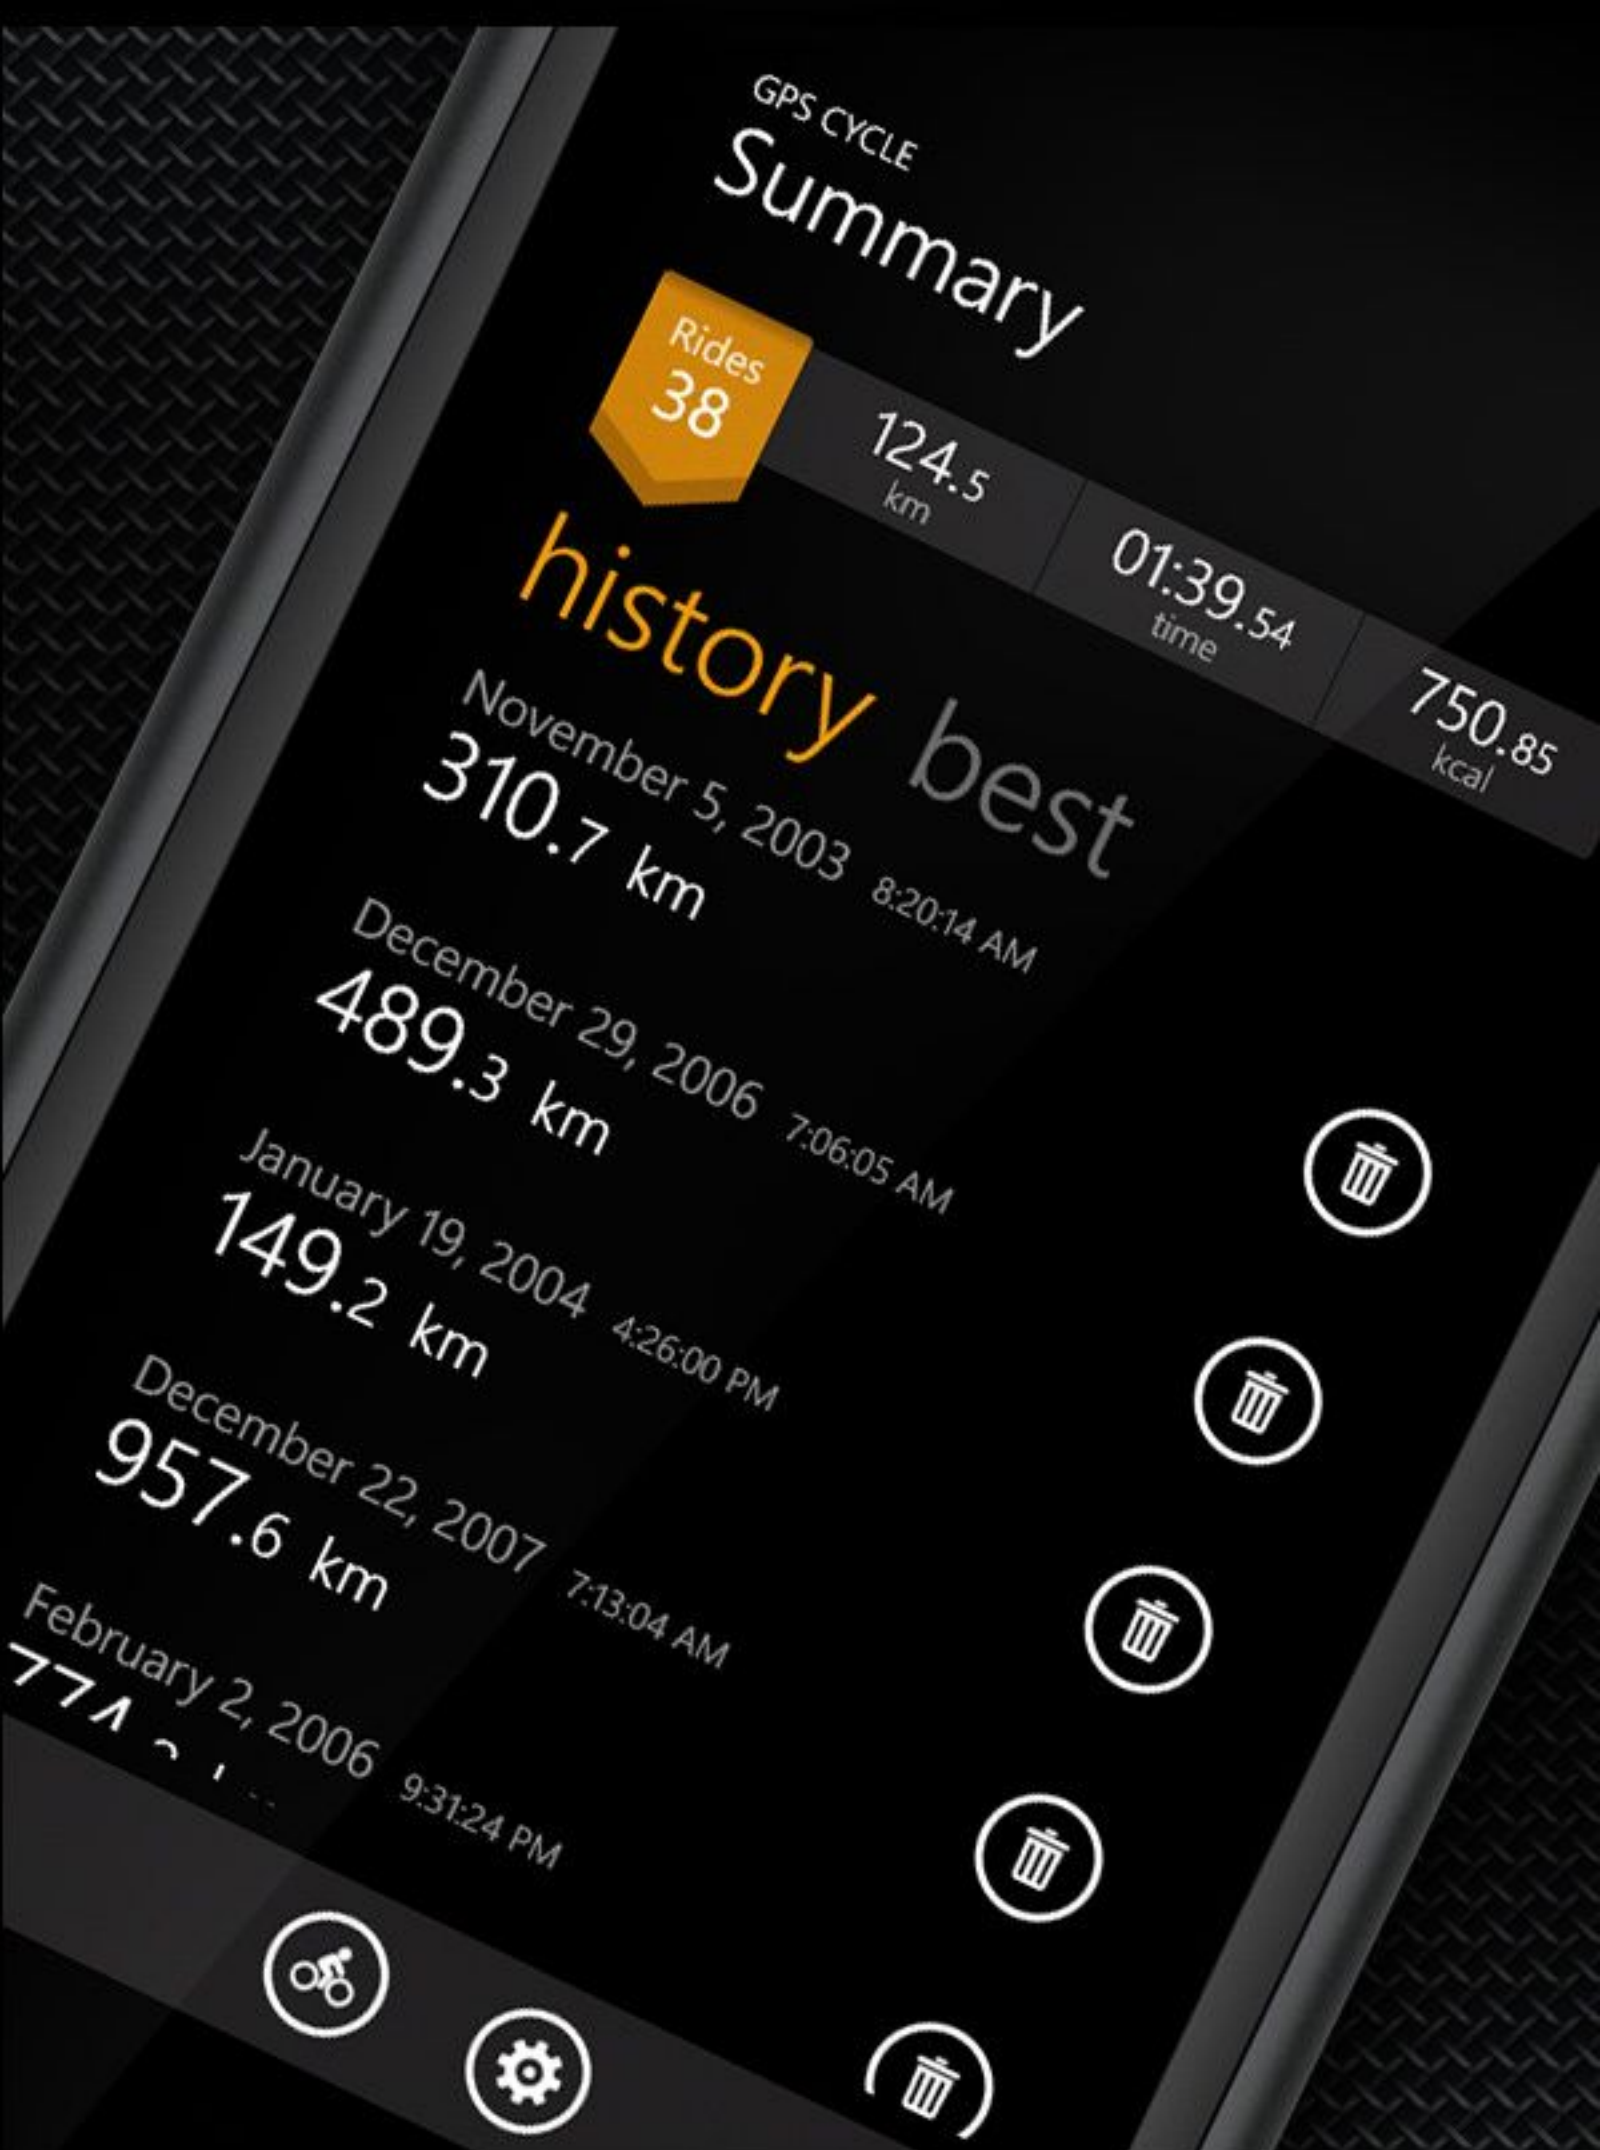 GPS CYCLE
Summary
Rides
38
124.5
km
01:39.54
time
750.85
kcal
history best
November 5, 2003 8:20:14 AM
310.7 km
December 29, 2006 7:06:05 AM
489.3 km
January 19, 2004 4:26:00 PM
149.2 km
December 22, 2007 7:13:04 AM
957.6 km
February 2, 2006 9:31:24 PM